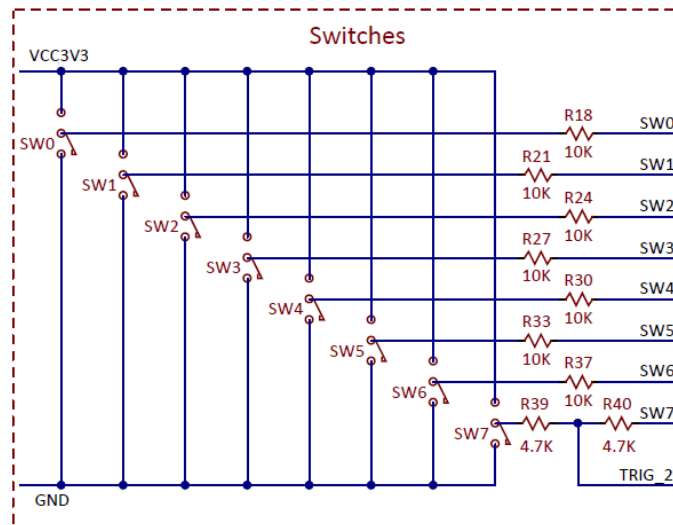 Switches
VCC3V3
R18
SW0
SW0
10K
R21
SW1
SW1
10K
R24
SW2
SW2
10K
R27
SW3
SW3
10K
R30
SW4
SW4
10K
R33
SW5
SW5
10K
R37
SW6
SW6
10K
R39
R40
SW7
SW7
4.7K
4.7K
TRIG_2
GND